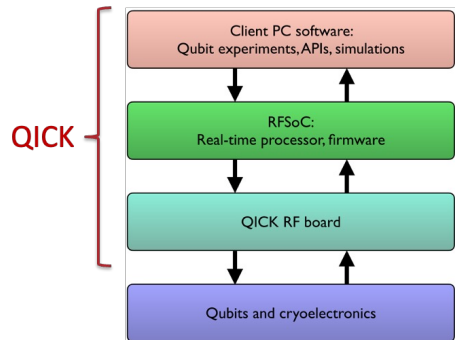 Client PC software:
Qubit experiments, APIs, simulations
QICK
RFSoC:
Real-time processor, firmware
QICK RF board
Qubits and cryoelectronics